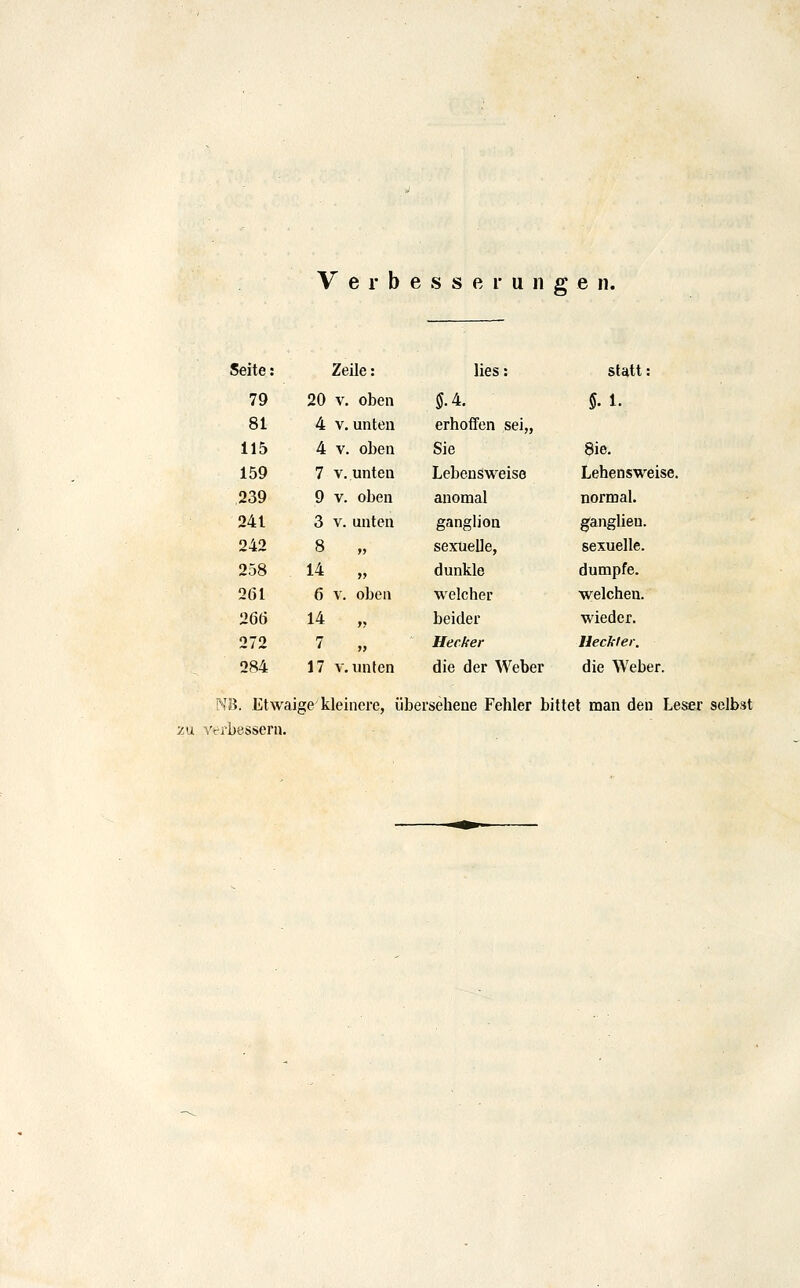 Verbesserungen.
Seite: Zeile: lies: statt:
79 20 v. oben §. 4. §. 1.
81 4 v. unten erhoffen sei„
115 4 v. oben Sie 8ie.
159 7 v. unten Lebensweise Lehensweise.
239 9 v. oben anomal normal.
241 3 v. unten ganglion ganglien.
242 8 „ sexuelle, sexuelle.
258 14 „ dunkle dumpfe.
261 6 v. oben welcher welchen.
266 14 „ beider wieder.
272 7 „ Hecker Heckter.
284 17 v. unten die der Weber die Weber.
NB. Etwaige kleinere, übersehene Fehler bittet man den Leser selbst
zu verbessern.